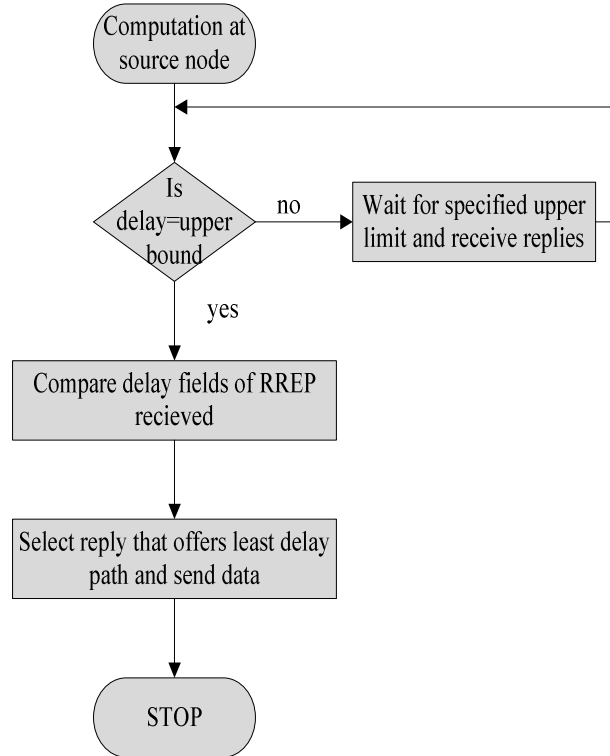 Computation at
source node
Is
delay=upper
bound
no
Wait for specified upper
limit and receive replies
yes
Compare delay fields of RREP
recieved
Select reply that offers least delay
path and send data
STOP